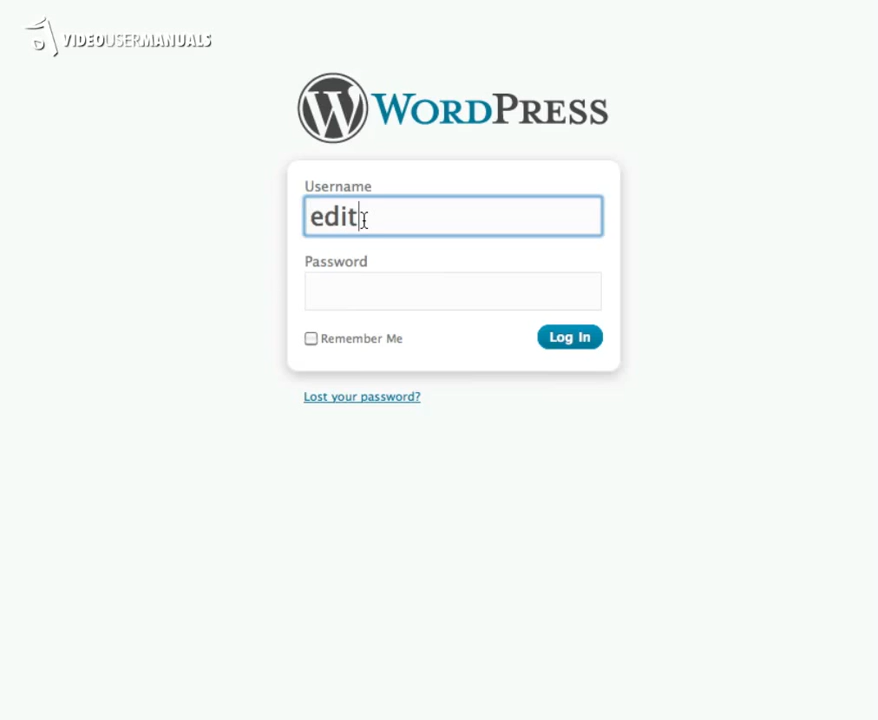 VIDEOUSERMANUALS
WORDPRESS
Username
edit
Password
Remember Me
Log In
Lost your password?